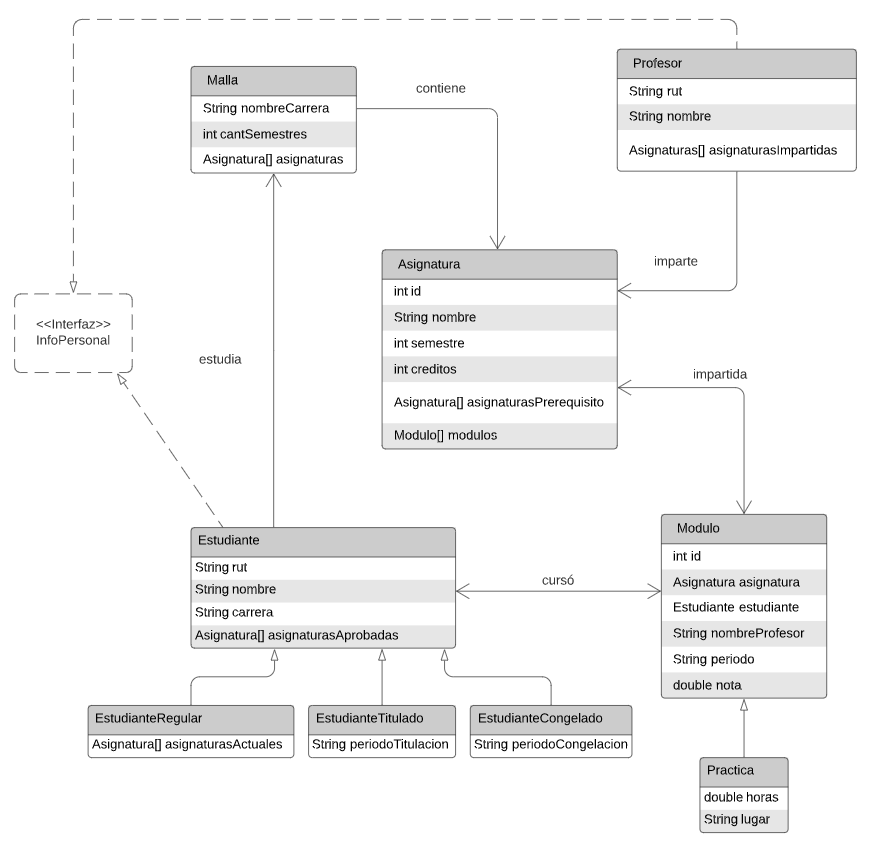 Profesor
String rut
String nombre
Asignaturas[] asignaturasImpartidas
Malla
String nombreCarrera
int cantSemestres
Asignatura[] asignaturas
contiene
imparte
Asignatura
int id
String nombre
int semestre
int creditos
Asignatura[] asignaturasPrerequisito
Modulo[] modulos
<<Interfaz>>
InfoPersonal
estudia
impartida
Estudiante
String rut
String nombre
String carrera
Asignatura[] asignaturasAprobadas
cursó
Modulo
int id
Asignatura asignatura
Estudiante estudiante
String nombreProfesor
String periodo
double nota
EstudianteRegular
Asignatura[] asignaturasActuales
EstudianteTitulado
String periodoTitulacion
EstudianteCongelado
String periodoCongelacion
Practica
double horas
String lugar